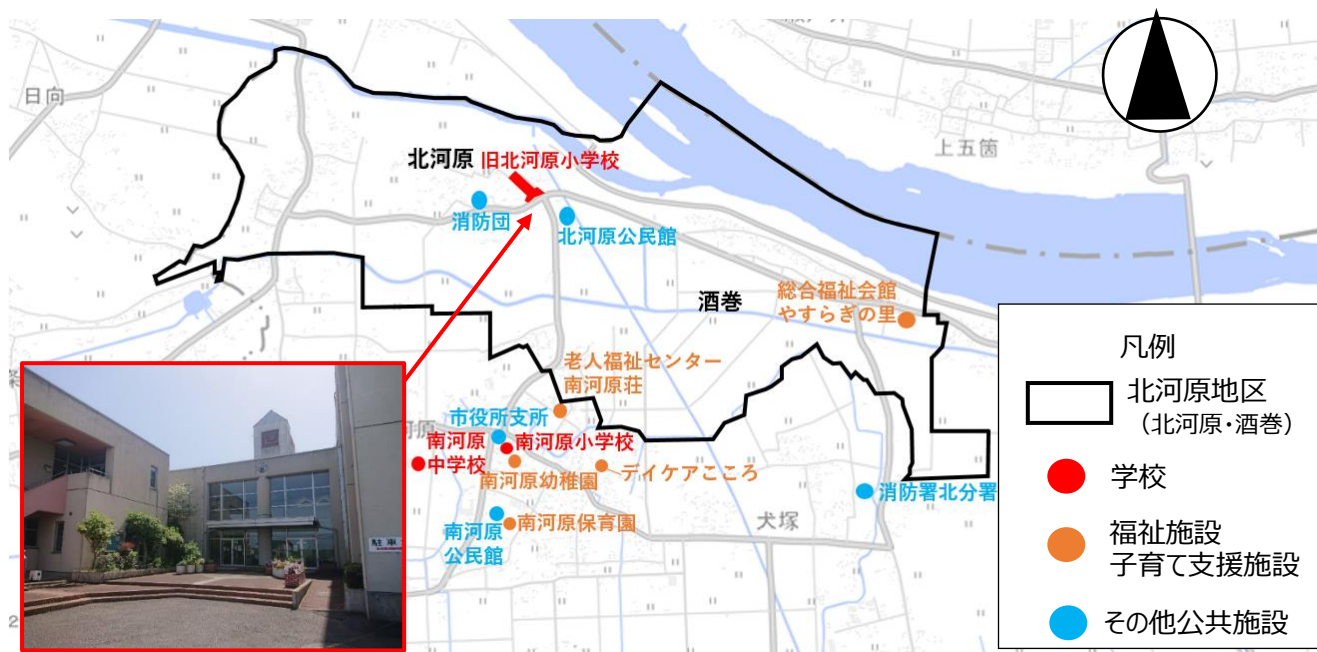 日向
上五箇
北河原
旧北河原小学校
消防団
北河原公民館
酒巻
総合福祉会館
やすらぎの里
老人福祉センター
南河原荘
市役所支所
南河原
中学校
南河原小学校
南河原幼稚園
デイケアこころ
消防署北分署
南河原
公民館
南河原保育園
犬塚
駐車
凡例
北河原地区
(北河原・酒巻)
学校
福祉施設
子育て支援施設
その他公共施設